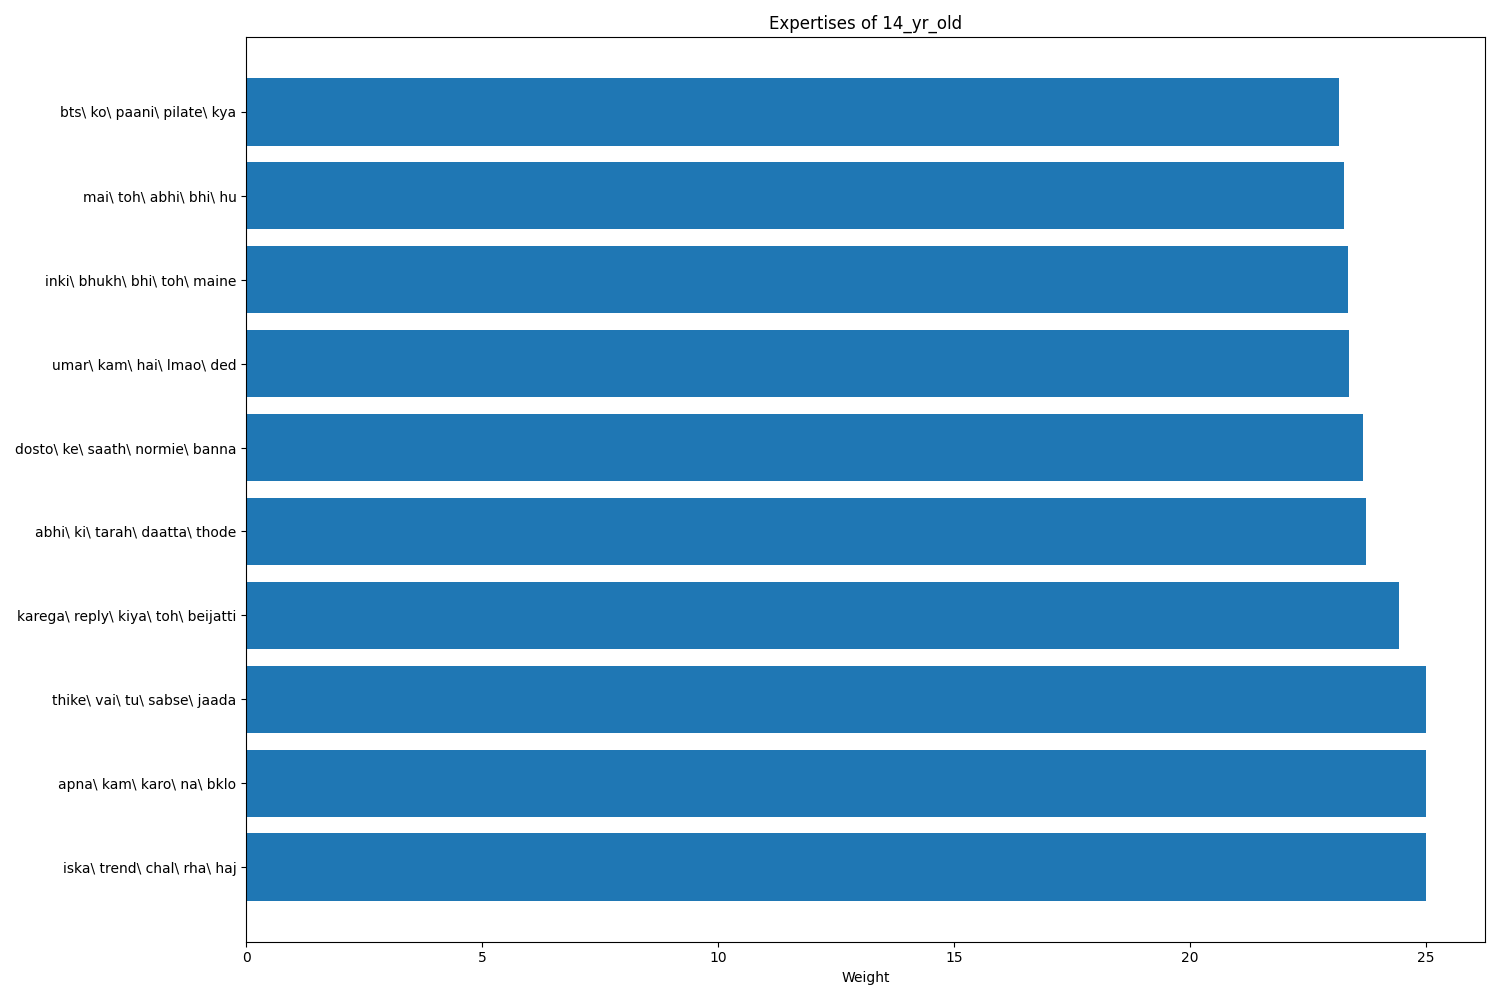 Expertises of 14_yr_old
bts\ ko\ paani\ pilate\ kya
mai\ toh\ abhi\ bhi\ hu
inki\ bhukh\ bhi\ toh\ maine
umar\ kam\ hai\ lmao\ ded
dosto\ ke\ saath\ normie\ banna
abhi\ ki\ tarah\ daatta\ thode
karega\ reply\ kiya\ toh\ beijatti
thike\ vai\ tu\ sabse\ jaada
apna\ kam\ karo\ na\ bklo
iska\ trend\ chal\ rha\ haj
0 5 10 15 20 25
Weight